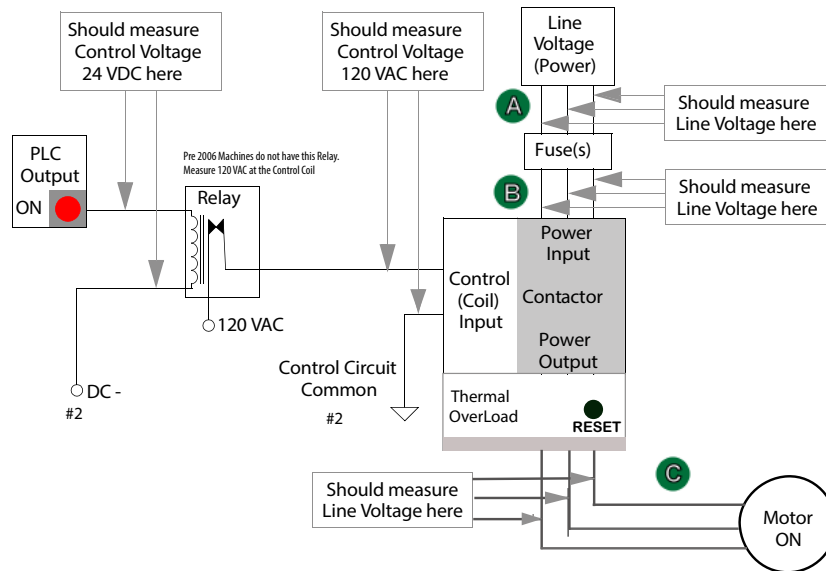 Should measure
Control Voltage
24 VDC here
Should measure
Control Voltage
120 VAC here
Line
Voltage
(Power)
A
Should measure
Line Voltage here
PLC
Output
ON
Pre 2006 Machines do not have this Relay.
Measure 120 VAC at the Control Coil
Fuse(s)
B
Should measure
Line Voltage here
Relay
Power
Input
Control
(Coil)
Input
Contactor
120 VAC
Power
Output
DC -
#2
Control Circuit
Common
#2
Thermal
OverLoad
RESET
C
Should measure
Line Voltage here
Motor
ON